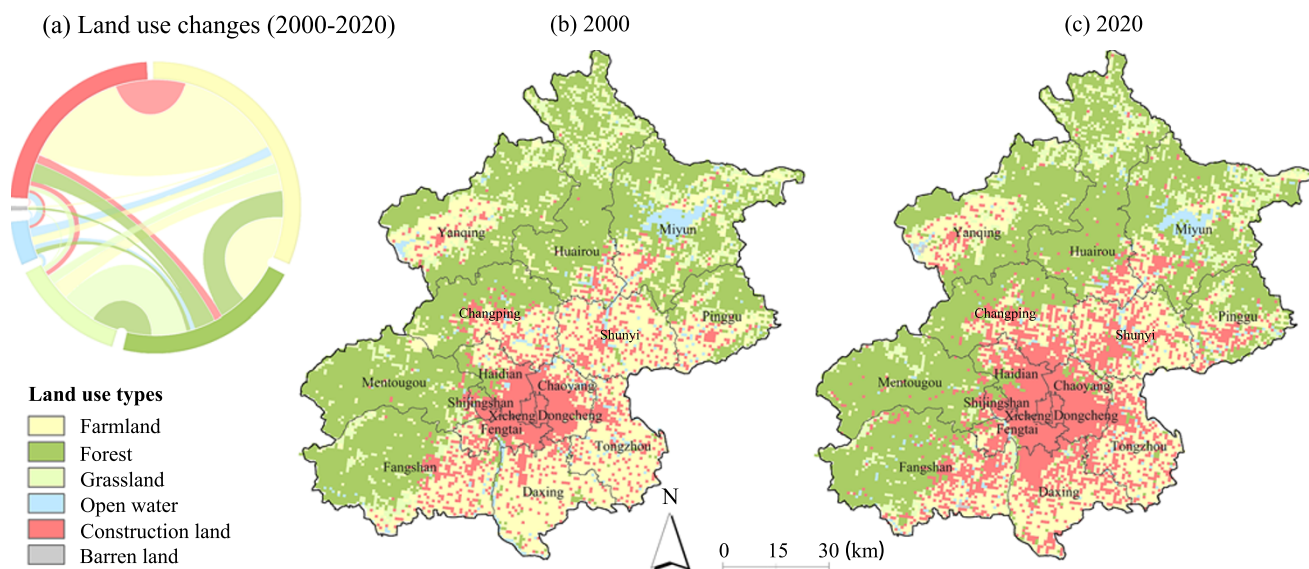 (a) Land use changes (2000-2020)
(b) 2000
(c) 2020
Land use types
Farmland
Forest
Grassland
Open water
Construction land
Barren land
Yanqing
Huairou
Miyun
Changping
Shunyi
Pinggu
Mentougou
Haidian
Chaoyang
Shijingshan
Xicheng
Dongcheng
Fengtai
Fangshan
Tongzhou
Daxing
N
0 15 30 (km)
Yanqing
Huairou
Miyun
Changping
Shunyi
Pinggu
Mentougou
Haidian
Chaoyang
Shijingshan
Xicheng
Dongcheng
Fengtai
Fangshan
Tongzhou
Daxing